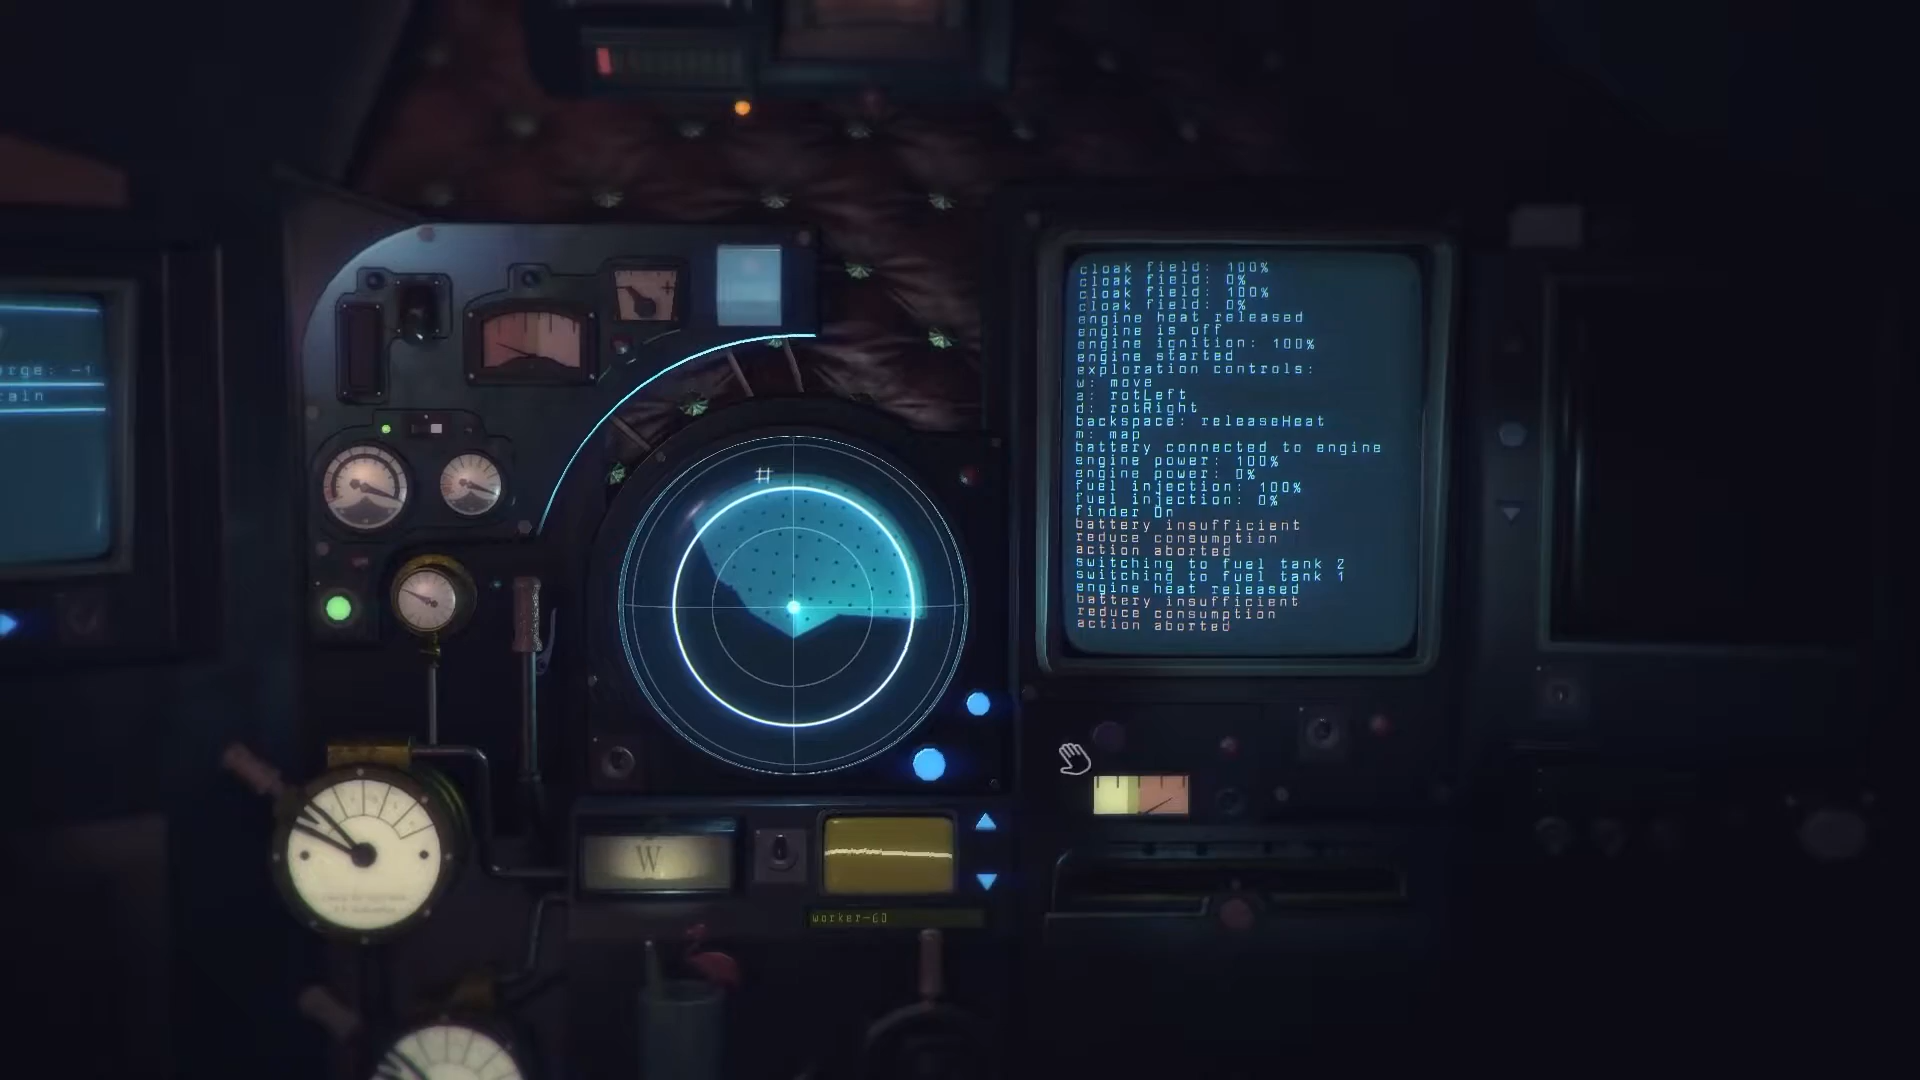 arge: -1
ain
#
cloak field: 100%
cloak field: 0%
cloak field: 100%
cloak field: 0%
engine heat released
engine is off
engine ignition: 100%
engine started
exploration controls:
w: move
a: rotLeft
d: rotRight
backspace: releaseHeat
m: map
battery connected to engine
engine power: 100%
engine power: 0%
fuel injection: 100%
fuel injection: 0%
finder On
battery insufficient
reduce consumption
action aborted
switching to fuel tank 2
switching to fuel tank 1
engine heat released
battery insufficient
reduce consumption
action aborted
W
worker-60